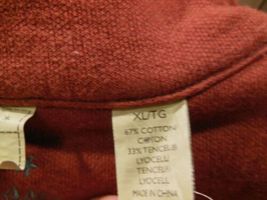 XL/TG
67% COTTON/
COTON
33% TENCEL®
LYOCELL/
TENCEL®
LYOCELL
MADE IN CHINA